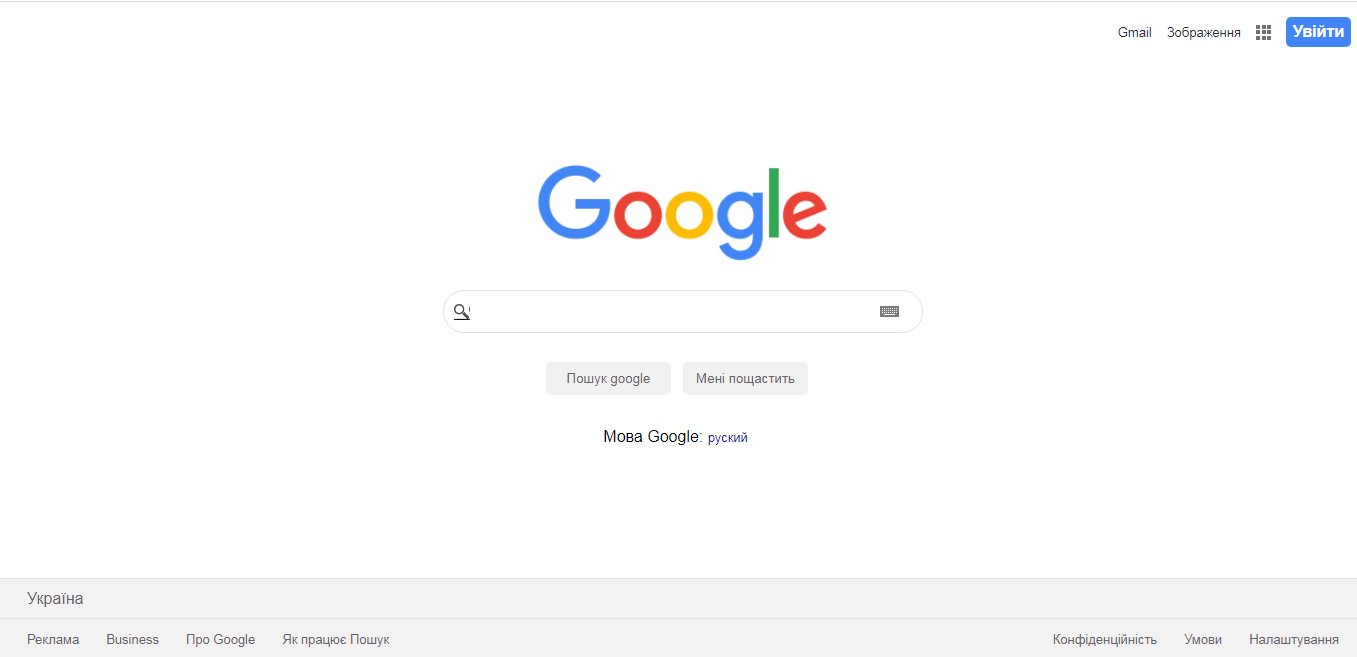 Gmail Зображення Увійти
Google
Пошук google Мені пощастить
Мова Google: руский
Україна
Реклама Business Про Google Як працює Пошук Конфіденційність Умови Налаштування